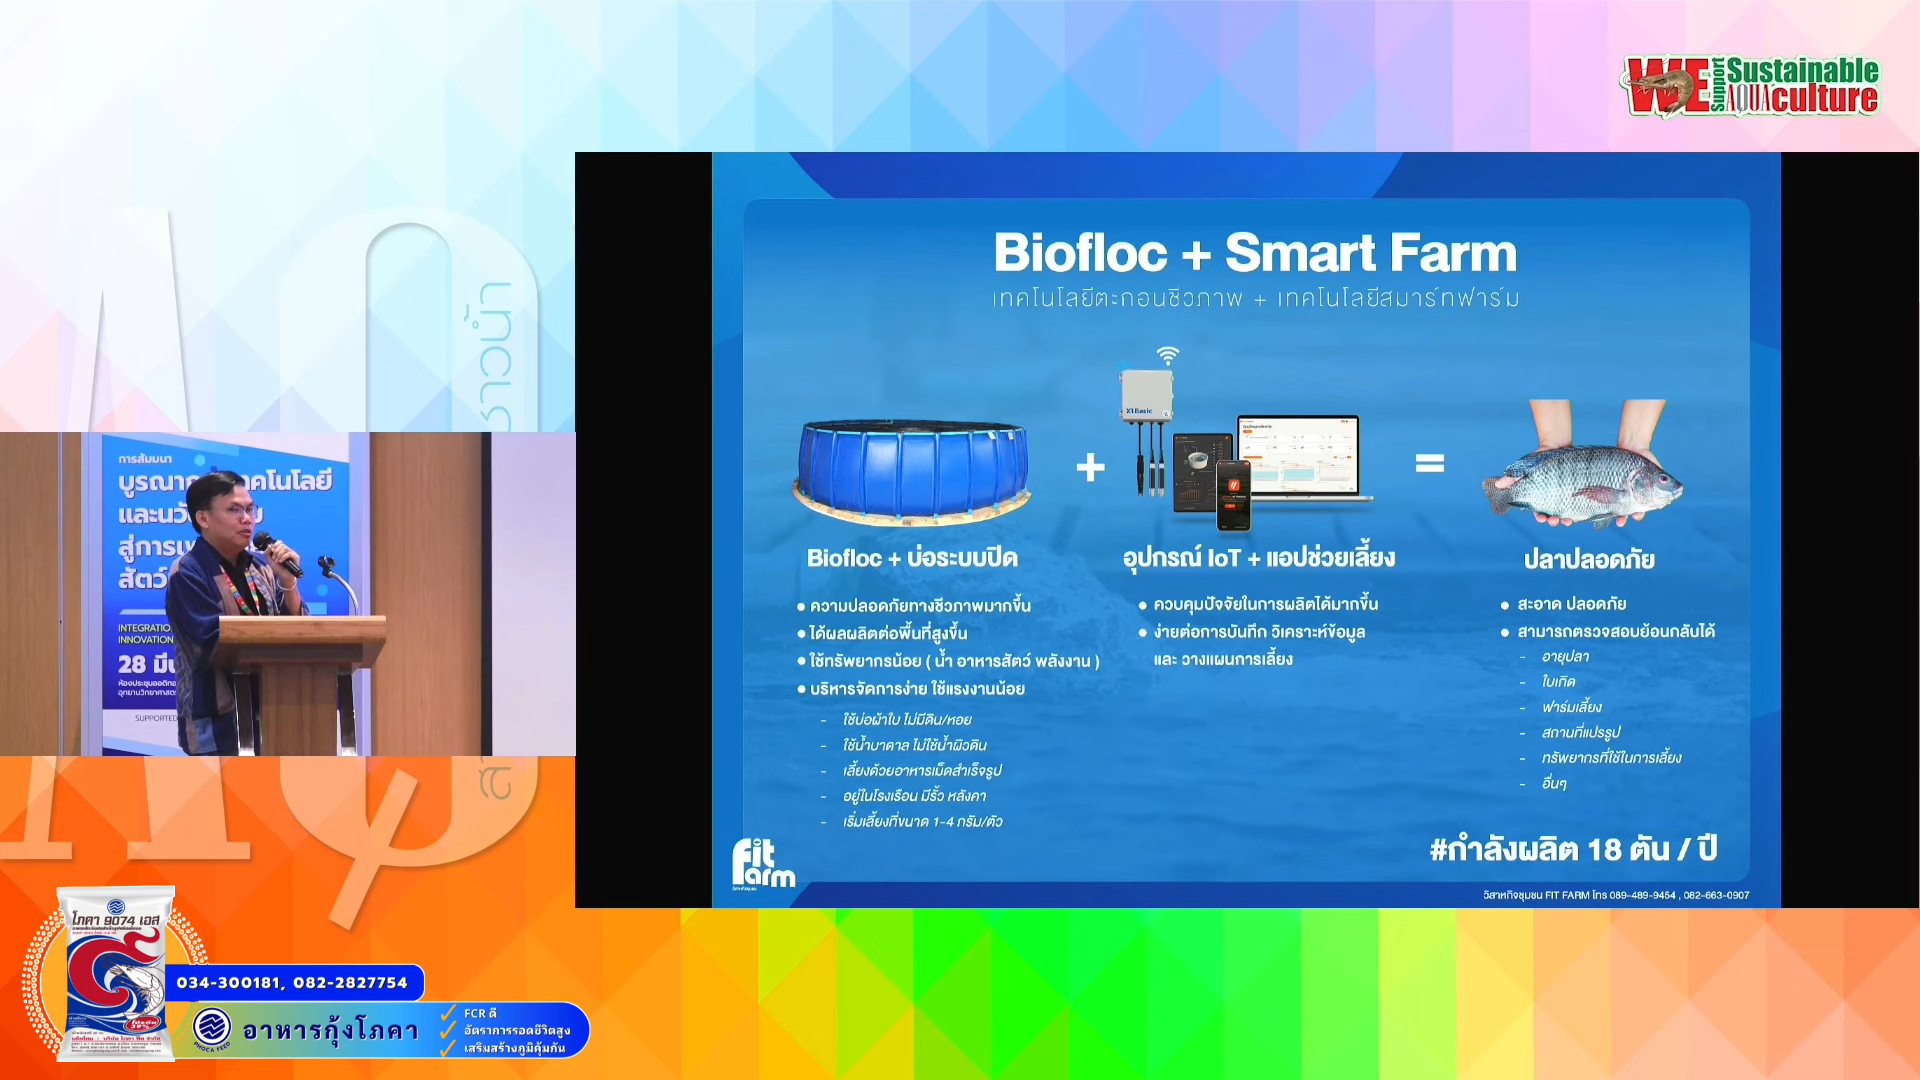 WE Support Sustainable AQUAculture
ชาวน้ำ
Biofloc + Smart Farm
เทคโนโลยีตะกอนชีวภาพ + เทคโนโลยีสมาร์ทฟาร์ม
X1 Basic
+
=
Biofloc + บ่อระบบปิด
● ความปลอดภัยทางชีวภาพมากขึ้น
● ได้ผลผลิตต่อพื้นที่สูงขึ้น
● ใช้ทรัพยากรน้อย ( น้ำ อาหารสัตว์ พลังงาน )
● บริหารจัดการง่าย ใช้แรงงานน้อย
- ใช้บ่อผ้าใบ ไม่มีดิน/หอย
- ใช้น้ำบาดาล ไม่ใช้น้ำผิวดิน
- เลี้ยงด้วยอาหารเม็ดสำเร็จรูป
- อยู่ในโรงเรือน มีรั้ว หลังคา
- เริ่มเลี้ยงที่ขนาด 1-4 กรัม/ตัว
อุปกรณ์ IoT + แอปช่วยเลี้ยง
● ควบคุมปัจจัยในการผลิตได้มากขึ้น
● ง่ายต่อการบันทึก วิเคราะห์ข้อมูล
และ วางแผนการเลี้ยง
ปลาปลอดภัย
● สะอาด ปลอดภัย
● สามารถตรวจสอบย้อนกลับได้
- อายุปลา
- ใบเกิด
- ฟาร์มเลี้ยง
- สถานที่แปรรูป
- ทรัพยากรที่ใช้ในการเลี้ยง
- อื่นๆ
#กำลังผลิต 18 ตัน / ปี
fit farm
วิสาหกิจชุมชน FIT FARM โทร 089-489-9454 , 082-663-0907
การสัมมนา
INTEGRATIO
INNOVATION
28
SUPPORTED
โภคา 9074 เอส
034-300181, 082-2827754
PHOCA FEED
อาหารกุ้งโภคา
FCR ดี
อัตราการรอดชีวิตสูง
เสริมสร้างภูมิคุ้มกัน